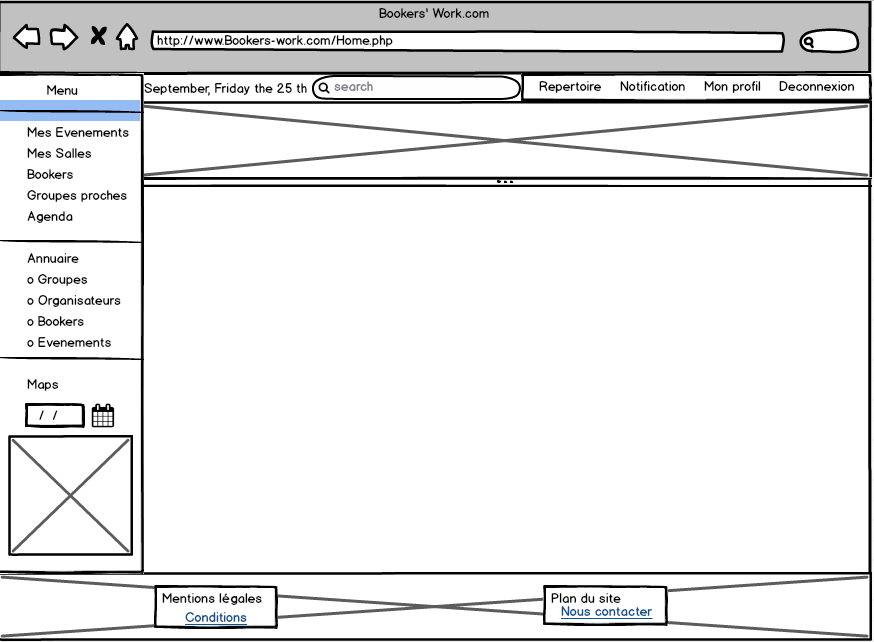 Bookers' Work.com
http://www.Bookers-work.com/Home.php
Menu
September, Friday the 25 th
search
Repertoire Notification Mon profil Deconnexion
Mes Evenements
Mes Salles
Bookers
Groupes proches
Agenda
Annuaire
o Groupes
o Organisateurs
o Bookers
o Evenements
Maps
/ /
Mentions légales
Conditions
Plan du site
Nous contacter